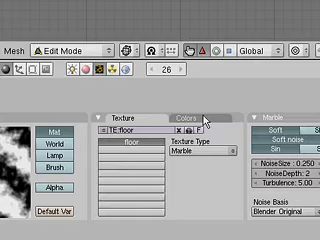 Mesh Edit Mode Global
26
Mat Texture Colors Marble
World TE:floor F Soft S
Lamp floor Texture Type Soft noise
Brush Marble Sin
NoiseSize: 0.250
Alpha NoiseDepth: 2
Turbulence: 5.00
Default Var Noise Basis
Blender Original